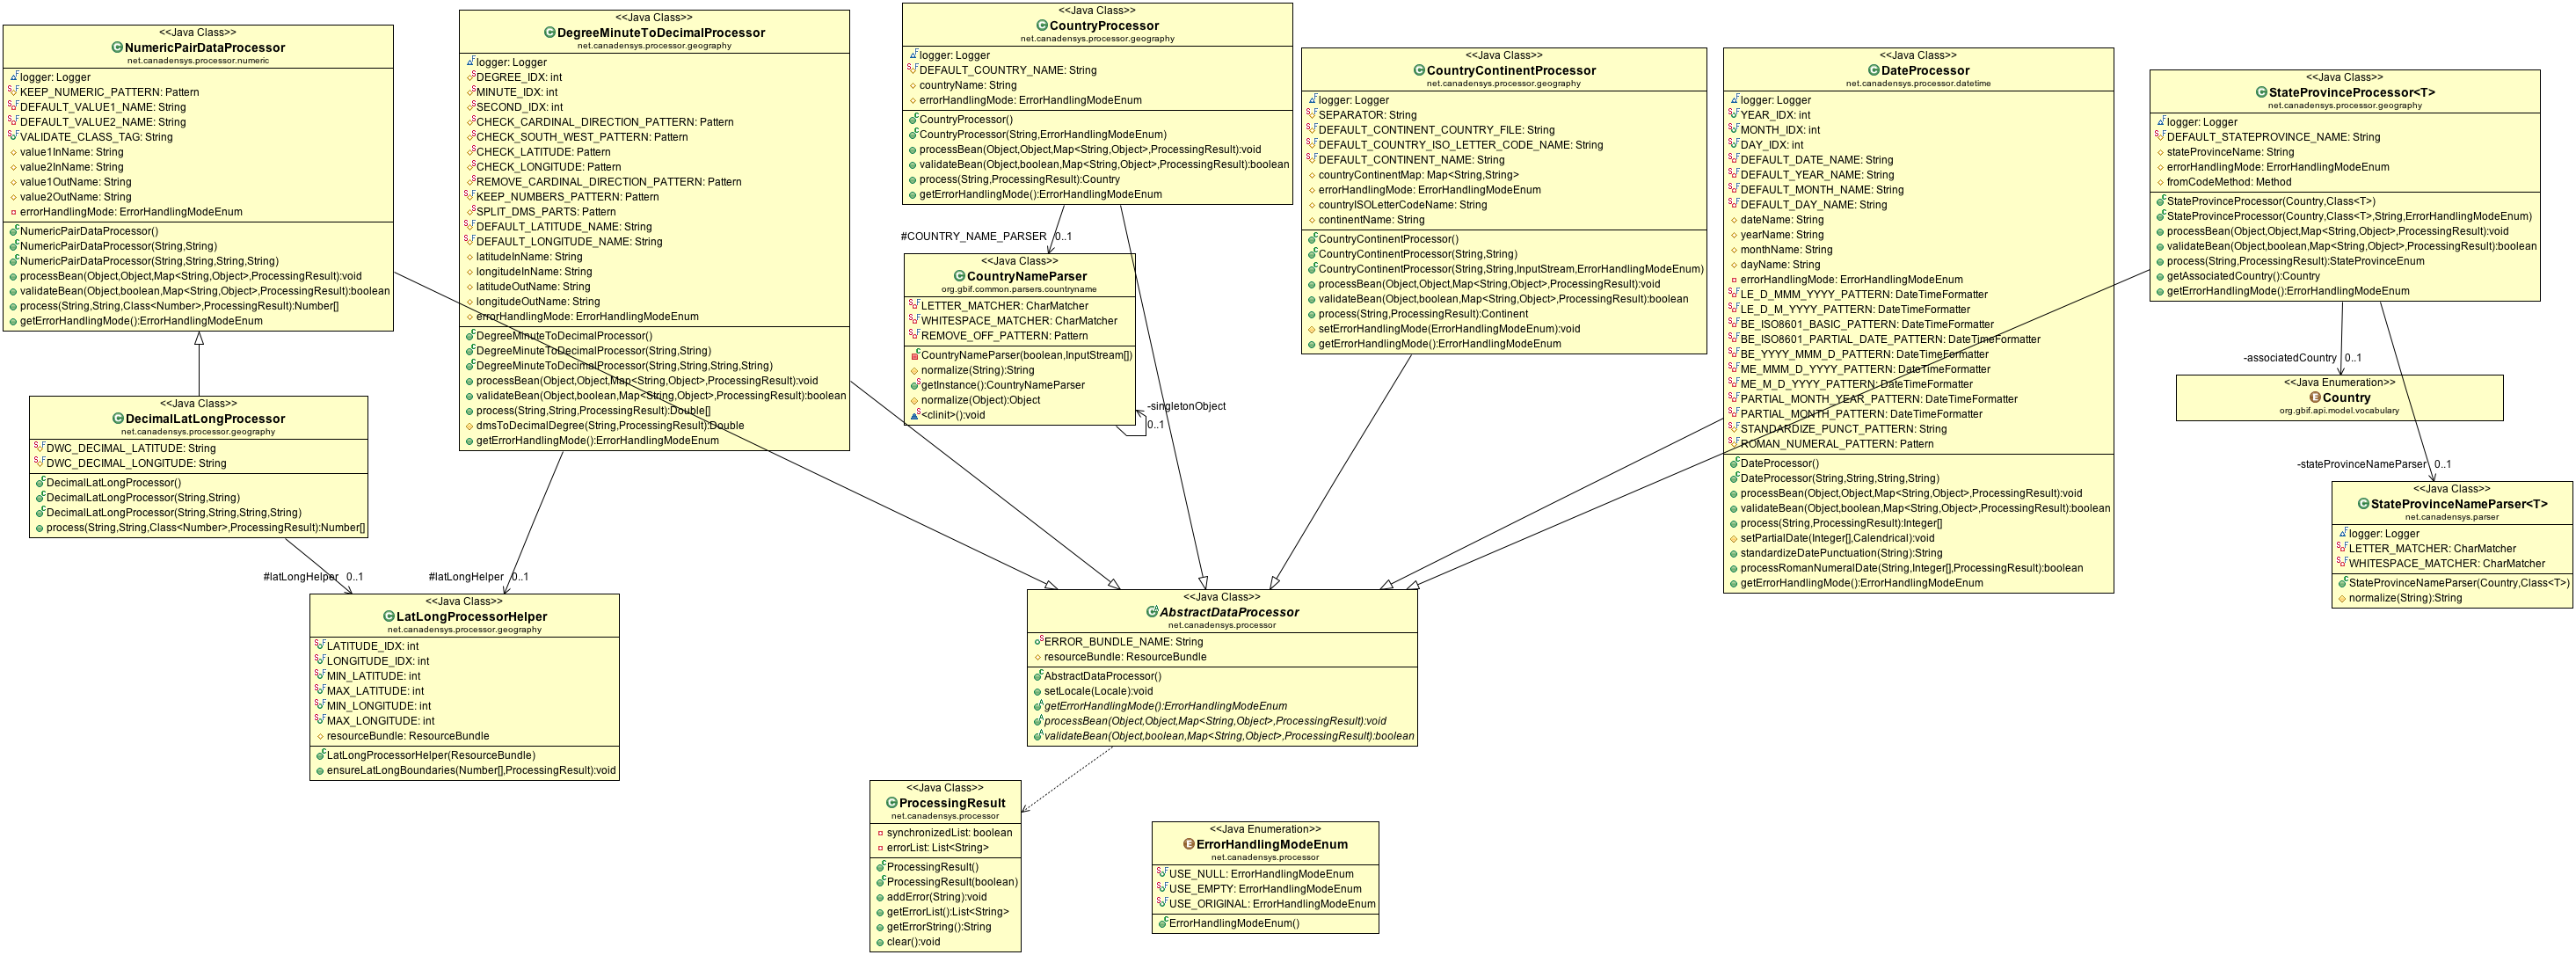 <<Java Class>>
NumericPairDataProcessor
net.canadensys.processor.numeric
logger: Logger
KEEP_NUMERIC_PATTERN: Pattern
DEFAULT_VALUE1_NAME: String
DEFAULT_VALUE2_NAME: String
VALIDATE_CLASS_TAG: String
value1InName: String
value2InName: String
value1OutName: String
value2OutName: String
errorHandlingMode: ErrorHandlingModeEnum
NumericPairDataProcessor()
NumericPairDataProcessor(String,String)
NumericPairDataProcessor(String,String,String,String)
processBean(Object,Object,Map<String,Object>,ProcessingResult):void
validateBean(Object,boolean,Map<String,Object>,ProcessingResult):boolean
process(String,String,Class<Number>,ProcessingResult):Number[]
getErrorHandlingMode():ErrorHandlingModeEnum
<<Java Class>>
DecimalLatLongProcessor
net.canadensys.processor.geography
DWC_DECIMAL_LATITUDE: String
DWC_DECIMAL_LONGITUDE: String
DecimalLatLongProcessor()
DecimalLatLongProcessor(String,String)
DecimalLatLongProcessor(String,String,String,String)
process(String,String,Class<Number>,ProcessingResult):Number[]
#latLongHelper 0..1
<<Java Class>>
DegreeMinuteToDecimalProcessor
net.canadensys.processor.geography
logger: Logger
DEGREE_IDX: int
MINUTE_IDX: int
SECOND_IDX: int
CHECK_CARDINAL_DIRECTION_PATTERN: Pattern
CHECK_SOUTH_WEST_PATTERN: Pattern
CHECK_LATITUDE: Pattern
CHECK_LONGITUDE: Pattern
REMOVE_CARDINAL_DIRECTION_PATTERN: Pattern
KEEP_NUMBERS_PATTERN: Pattern
SPLIT_DMS_PARTS: Pattern
DEFAULT_LATITUDE_NAME: String
DEFAULT_LONGITUDE_NAME: String
latitudeInName: String
longitudeInName: String
latitudeOutName: String
longitudeOutName: String
errorHandlingMode: ErrorHandlingModeEnum
DegreeMinuteToDecimalProcessor()
DegreeMinuteToDecimalProcessor(String,String)
DegreeMinuteToDecimalProcessor(String,String,String,String)
processBean(Object,Object,Map<String,Object>,ProcessingResult):void
validateBean(Object,boolean,Map<String,Object>,ProcessingResult):boolean
process(String,String,ProcessingResult):Double[]
dmsToDecimalDegree(String,ProcessingResult):Double
getErrorHandlingMode():ErrorHandlingModeEnum
#latLongHelper 0..1
<<Java Class>>
LatLongProcessorHelper
net.canadensys.processor.geography
LATITUDE_IDX: int
LONGITUDE_IDX: int
MIN_LATITUDE: int
MAX_LATITUDE: int
MIN_LONGITUDE: int
MAX_LONGITUDE: int
resourceBundle: ResourceBundle
LatLongProcessorHelper(ResourceBundle)
ensureLatLongBoundaries(Number[],ProcessingResult):void
<<Java Class>>
CountryProcessor
net.canadensys.processor.geography
logger: Logger
DEFAULT_COUNTRY_NAME: String
countryName: String
errorHandlingMode: ErrorHandlingModeEnum
CountryProcessor()
CountryProcessor(String,ErrorHandlingModeEnum)
processBean(Object,Object,Map<String,Object>,ProcessingResult):void
validateBean(Object,boolean,Map<String,Object>,ProcessingResult):boolean
process(String,ProcessingResult):Country
getErrorHandlingMode():ErrorHandlingModeEnum
#COUNTRY_NAME_PARSER 0..1
<<Java Class>>
CountryNameParser
org.gbif.common.parsers.countryname
LETTER_MATCHER: CharMatcher
WHITESPACE_MATCHER: CharMatcher
REMOVE_OFF_PATTERN: Pattern
CountryNameParser(boolean,InputStream[])
normalize(String):String
getInstance():CountryNameParser
normalize(Object):Object
<clinit>():void
-singletonObject
0..1
<<Java Class>>
CountryContinentProcessor
net.canadensys.processor.geography
logger: Logger
SEPARATOR: String
DEFAULT_CONTINENT_COUNTRY_FILE: String
DEFAULT_COUNTRY_ISO_LETTER_CODE_NAME: String
DEFAULT_CONTINENT_NAME: String
countryContinentMap: Map<String,String>
errorHandlingMode: ErrorHandlingModeEnum
countryISOLetterCodeName: String
continentName: String
CountryContinentProcessor()
CountryContinentProcessor(String,String)
CountryContinentProcessor(String,String,InputStream,ErrorHandlingModeEnum)
processBean(Object,Object,Map<String,Object>,ProcessingResult):void
validateBean(Object,boolean,Map<String,Object>,ProcessingResult):boolean
process(String,ProcessingResult):Continent
setErrorHandlingMode(ErrorHandlingModeEnum):void
getErrorHandlingMode():ErrorHandlingModeEnum
<<Java Class>>
DateProcessor
net.canadensys.processor.datetime
logger: Logger
YEAR_IDX: int
MONTH_IDX: int
DAY_IDX: int
DEFAULT_DATE_NAME: String
DEFAULT_YEAR_NAME: String
DEFAULT_MONTH_NAME: String
DEFAULT_DAY_NAME: String
dateName: String
yearName: String
monthName: String
dayName: String
errorHandlingMode: ErrorHandlingModeEnum
LE_D_MMM_YYYY_PATTERN: DateTimeFormatter
LE_D_M_YYYY_PATTERN: DateTimeFormatter
BE_ISO8601_BASIC_PATTERN: DateTimeFormatter
BE_ISO8601_PARTIAL_DATE_PATTERN: DateTimeFormatter
BE_YYYY_MMM_D_PATTERN: DateTimeFormatter
ME_MMM_D_YYYY_PATTERN: DateTimeFormatter
ME_M_D_YYYY_PATTERN: DateTimeFormatter
PARTIAL_MONTH_YEAR_PATTERN: DateTimeFormatter
PARTIAL_MONTH_PATTERN: DateTimeFormatter
STANDARDIZE_PUNCT_PATTERN: String
ROMAN_NUMERAL_PATTERN: Pattern
DateProcessor()
DateProcessor(String,String,String,String)
processBean(Object,Object,Map<String,Object>,ProcessingResult):void
validateBean(Object,boolean,Map<String,Object>,ProcessingResult):boolean
process(String,ProcessingResult):Integer[]
setPartialDate(Integer[],Calendrical):void
standardizeDatePunctuation(String):String
processRomanNumeralDate(String,Integer[],ProcessingResult):boolean
getErrorHandlingMode():ErrorHandlingModeEnum
<<Java Class>>
StateProvinceProcessor<T>
net.canadensys.processor.geography
logger: Logger
DEFAULT_STATEPROVINCE_NAME: String
stateProvinceName: String
errorHandlingMode: ErrorHandlingModeEnum
fromCodeMethod: Method
StateProvinceProcessor(Country,Class<T>)
StateProvinceProcessor(Country,Class<T>,String,ErrorHandlingModeEnum)
processBean(Object,Object,Map<String,Object>,ProcessingResult):void
validateBean(Object,boolean,Map<String,Object>,ProcessingResult):boolean
process(String,ProcessingResult):StateProvinceEnum
getAssociatedCountry():Country
getErrorHandlingMode():ErrorHandlingModeEnum
-associatedCountry 0..1
<<Java Enumeration>>
Country
org.gbif.api.model.vocabulary
-stateProvinceNameParser 0..1
<<Java Class>>
StateProvinceNameParser<T>
net.canadensys.parser
logger: Logger
LETTER_MATCHER: CharMatcher
WHITESPACE_MATCHER: CharMatcher
StateProvinceNameParser(Country,Class<T>)
normalize(String):String
<<Java Class>>
AbstractDataProcessor
net.canadensys.processor
ERROR_BUNDLE_NAME: String
resourceBundle: ResourceBundle
AbstractDataProcessor()
setLocale(Locale):void
getErrorHandlingMode():ErrorHandlingModeEnum
processBean(Object,Object,Map<String,Object>,ProcessingResult):void
validateBean(Object,boolean,Map<String,Object>,ProcessingResult):boolean
<<Java Class>>
ProcessingResult
net.canadensys.processor
synchronizedList: boolean
errorList: List<String>
ProcessingResult()
ProcessingResult(boolean)
addError(String):void
getErrorList():List<String>
getErrorString():String
clear():void
<<Java Enumeration>>
ErrorHandlingModeEnum
net.canadensys.processor
USE_NULL: ErrorHandlingModeEnum
USE_EMPTY: ErrorHandlingModeEnum
USE_ORIGINAL: ErrorHandlingModeEnum
ErrorHandlingModeEnum()